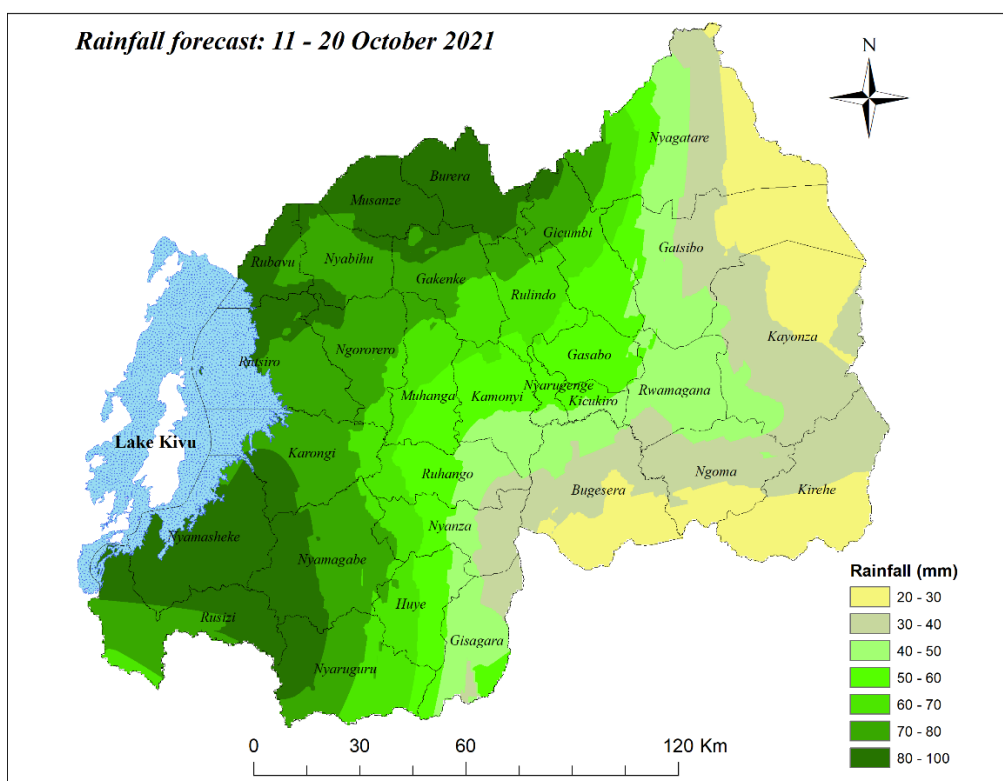 Rainfall forecast: 11 - 20 October 2021
N
Nyagatare
Burera
Musanze
Gicumbi
Rubavu
Nyabihu
Gatsibo
Gakenke
Rulindo
Kayonza
Rutsiro
Ngororero
Gasabo
Nyarugenge
Rwamagana
Muhanga
Kamonyi
Kicukiro
Lake Kivu
Karongi
Ruhango
Ngoma
Bugesera
Kirehe
Nyanza
Nyamasheke
Nyamagabe
Huye
Rusizi
Gisagara
Nyaruguru
Rainfall (mm)
20 - 30
30 - 40
40 - 50
50 - 60
60 - 70
70 - 80
80 - 100
0 30 60 120 Km